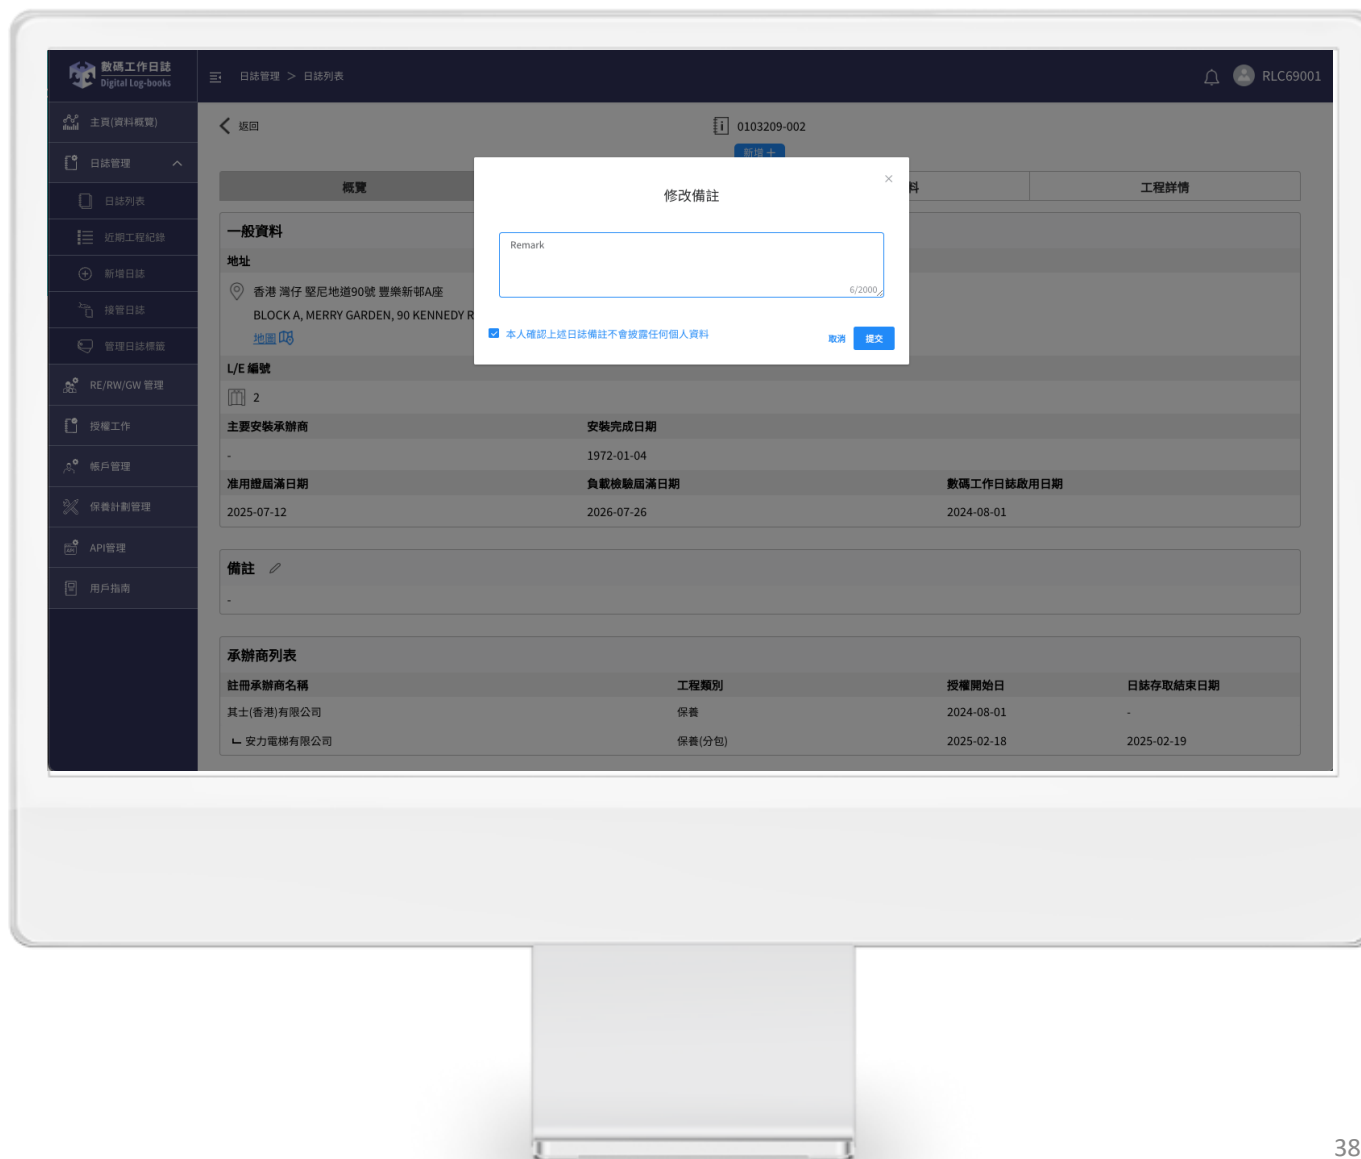 數碼工作日誌
Digital Log-books
日誌管理 > 日誌列表
RLC69001
主頁(資料概覽)
日誌管理
日誌列表
近期工程紀錄
新增日誌
接管日誌
管理日誌標籤
RE/RW/GW 管理
授權工作
帳戶管理
保養計劃管理
API管理
用戶指南
返回
0103209-002
新增+
概覽
料
工程詳情
修改備註
Remark
6/2000
本人確認上述日誌備註不會披露任何個人資料
取消
提交
一般資料
地址
香港 灣仔 堅尼地道90號 豐樂新邨A座
BLOCK A, MERRY GARDEN, 90 KENNEDY R
地圖
L/E 編號
2
主要安裝承辦商 安裝完成日期
- 1972-01-04
准用證屆滿日期 負載檢驗屆滿日期 數碼工作日誌啟用日期
2025-07-12 2026-07-26 2024-08-01
備註
-
承辦商列表
註冊承辦商名稱 工程類別 授權開始日 日誌存取結束日期
其士(香港)有限公司 保養 2024-08-01 -
安力電梯有限公司 保養(分包) 2025-02-18 2025-02-19
38